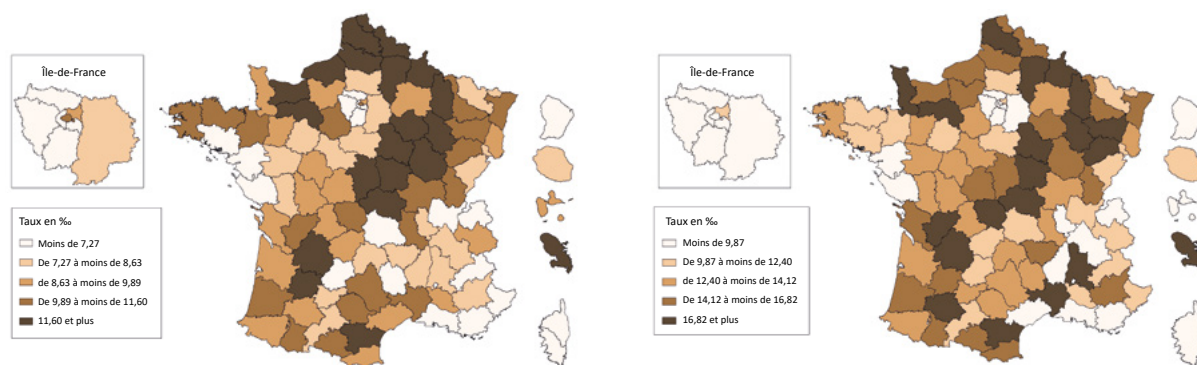 Île-de-France
Taux en ‰
Moins de 7,27
De 7,27 à moins de 8,63
de 8,63 à moins de 9,89
De 9,89 à moins de 11,60
11,60 et plus
Île-de-France
Taux en ‰
Moins de 9,87
De 9,87 à moins de 12,40
de 12,40 à moins de 14,12
De 14,12 à moins de 16,82
16,82 et plus